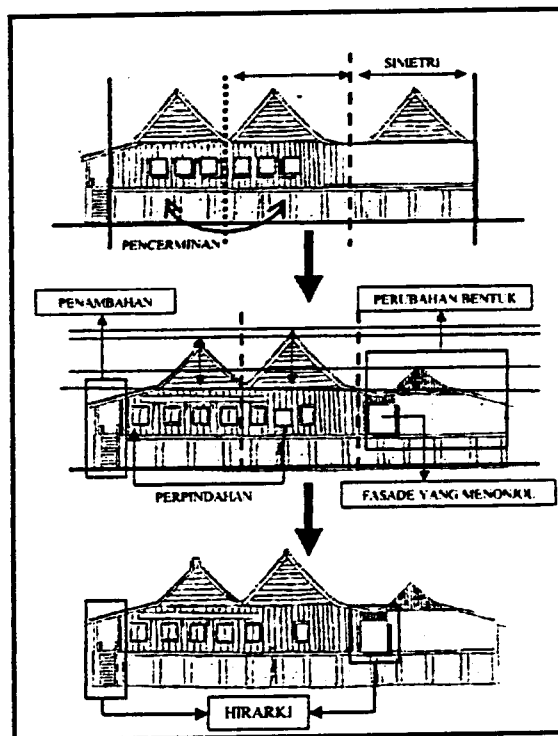 SIMETRI
PENCERMINAN
PENAMBAHAN
PERUBAHAN BENTUK
PERPINDAHAN
FASADE YANG MENONJOL
HIRARKI